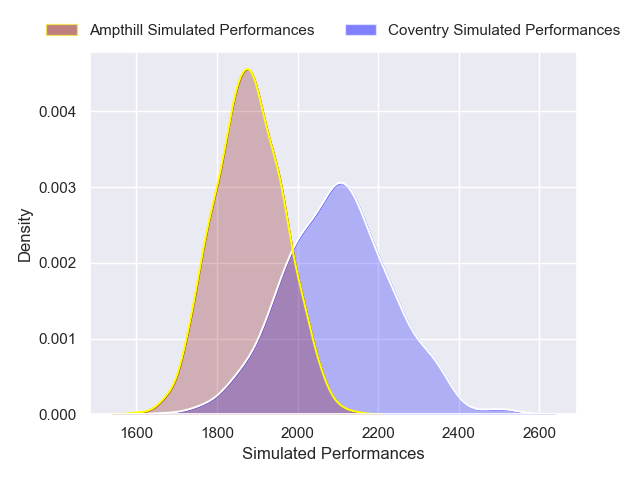 Ampthill Simulated Performances
Coventry Simulated Performances
0.004
0.003
0.002
0.001
0.000
Density
1600 1800 2000 2200 2400 2600
Simulated Performances